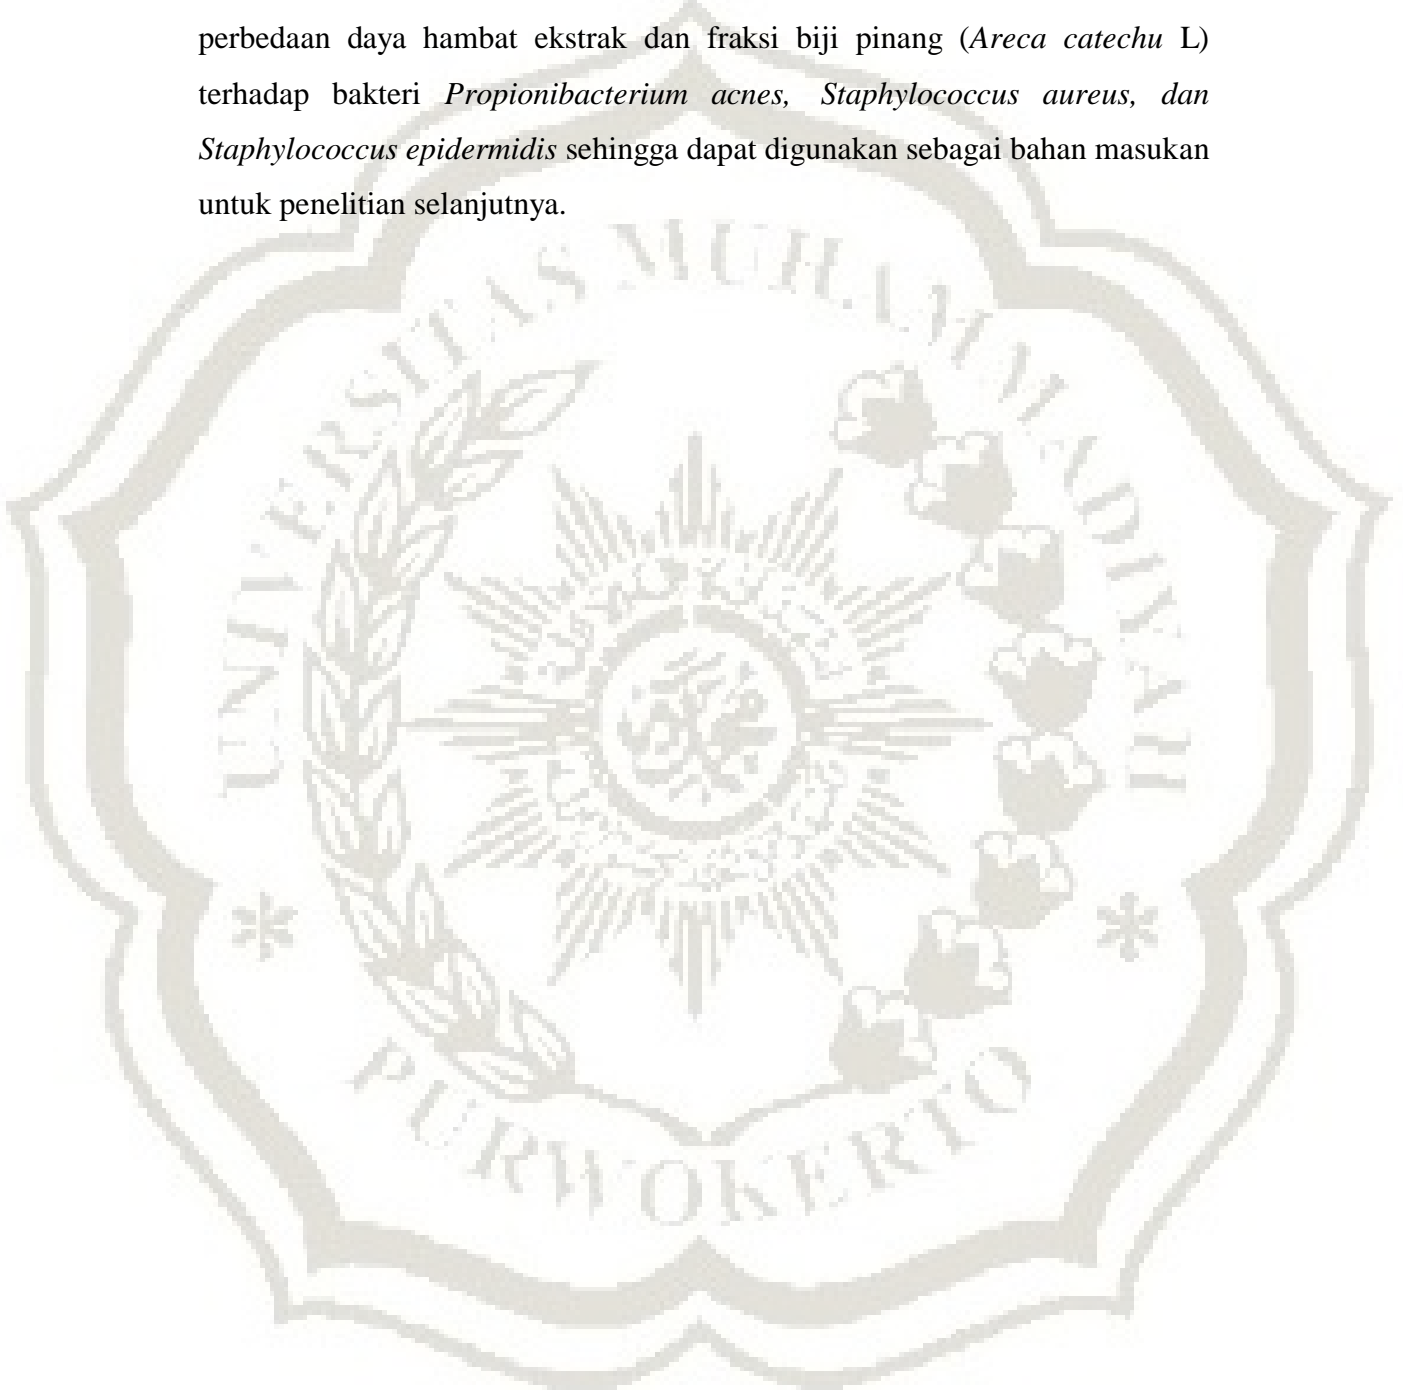 perbedaan daya hambat ekstrak dan fraksi biji pinang (Areca catechu L)
terhadap bakteri Propionibacterium acnes, Staphylococcus aureus, dan
Staphylococcus epidermidis sehingga dapat digunakan sebagai bahan masukan
untuk penelitian selanjutnya.
UNIVERSITAS MUHAMMADIYAH
PURWOKERTO